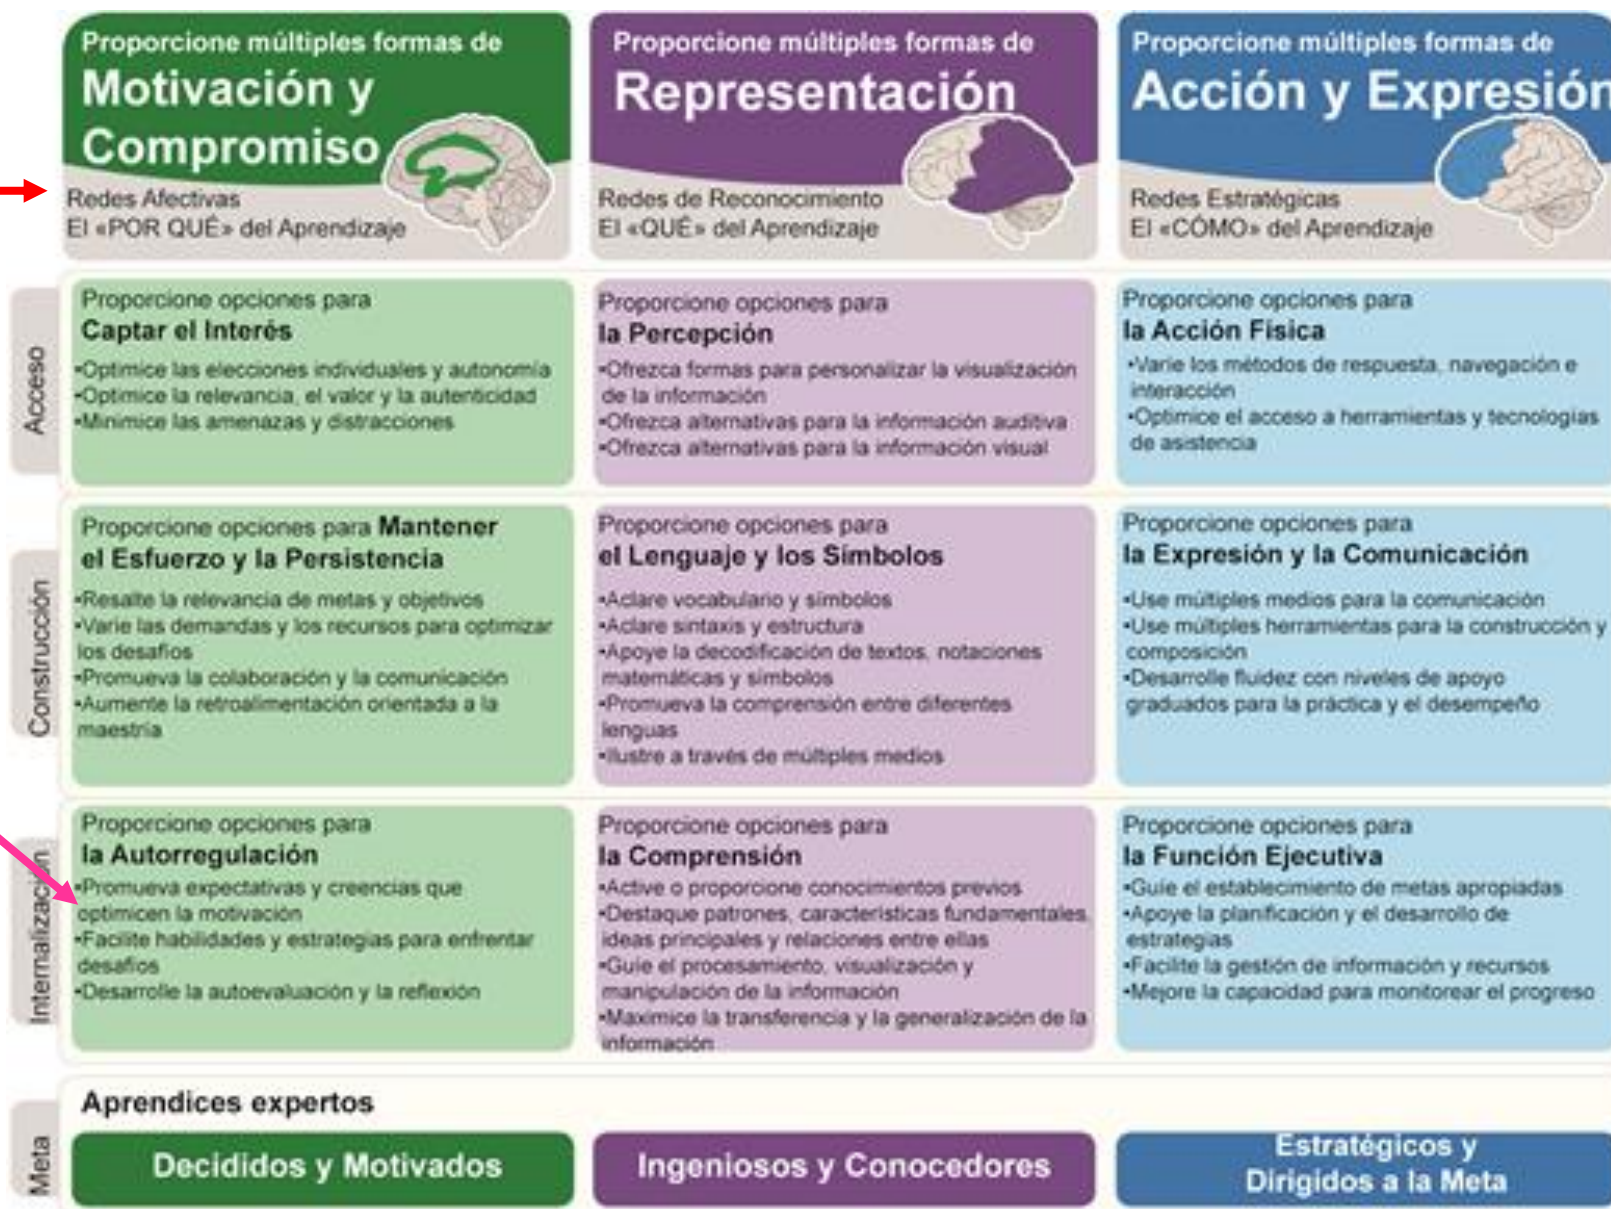 Proporcione múltiples formas de
Motivación y
Compromiso
Redes Afectivas
El «POR QUÉ» del Aprendizaje
Proporcione múltiples formas de
Representación
Redes de Reconocimiento
El «QUÉ» del Aprendizaje
Proporcione múltiples formas de
Acción y Expresión
Redes Estratégicas
El «CÓMO» del Aprendizaje
Acceso
Proporcione opciones para
Captar el Interés
•Optimice las elecciones individuales y autonomía
•Optimice la relevancia, el valor y la autenticidad
•Minimice las amenazas y distracciones
Proporcione opciones para
la Percepción
•Ofrezca formas para personalizar la visualización
de la información
•Ofrezca alternativas para la información auditiva
•Ofrezca alternativas para la información visual
Proporcione opciones para
la Acción Física
•Varíe los métodos de respuesta, navegación e
interacción
•Optimice el acceso a herramientas y tecnologías
de asistencia
Construcción
Proporcione opciones para Mantener
el Esfuerzo y la Persistencia
•Resalte la relevancia de metas y objetivos
•Varíe las demandas y los recursos para optimizar
los desafíos
•Promueva la colaboración y la comunicación
•Aumente la retroalimentación orientada a la
maestría
Proporcione opciones para
el Lenguaje y los Símbolos
•Aclare vocabulario y símbolos
•Aclare sintaxis y estructura
•Apoye la decodificación de textos, notaciones
matemáticas y símbolos
•Promueva la comprensión entre diferentes
lenguas
•Ilustre a través de múltiples medios
Proporcione opciones para
la Expresión y la Comunicación
•Use múltiples medios para la comunicación
•Use múltiples herramientas para la construcción y
composición
•Desarrolle fluidez con niveles de apoyo
graduados para la práctica y el desempeño
Internalización
Proporcione opciones para
la Autorregulación
•Promueva expectativas y creencias que
optimicen la motivación
•Facilite habilidades y estrategias para enfrentar
desafíos
•Desarrolle la autoevaluación y la reflexión
Proporcione opciones para
la Comprensión
•Active o proporcione conocimientos previos
•Destaque patrones, características fundamentales,
ideas principales y relaciones entre ellas
•Guíe el procesamiento, visualización y
manipulación de la información
•Maximice la transferencia y la generalización de la
información
Proporcione opciones para
la Función Ejecutiva
•Guíe el establecimiento de metas apropiadas
•Apoye la planificación y el desarrollo de
estrategias
•Facilite la gestión de información y recursos
•Mejore la capacidad para monitorear el progreso
Meta
Aprendices expertos
Decididos y Motivados
Ingeniosos y Conocedores
Estratégicos y
Dirigidos a la Meta